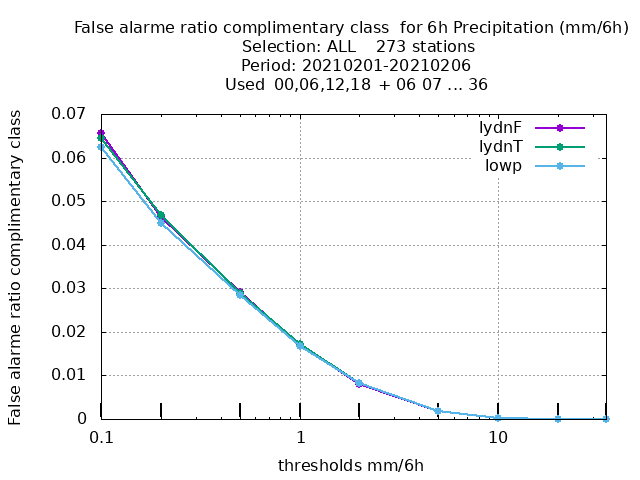 False alarme ratio complimentary class  for 6h Precipitation (mm/6h)
Selection: ALL    273 stations
Period: 20210201-20210206
Used  00,06,12,18  + 06 07 ... 36
False alarme ratio complimentary class
0.07
0.06
0.05
0.04
0.03
0.02
0.01
0
lydnF
lydnT
lowp
0.1
1
10
thresholds mm/6h